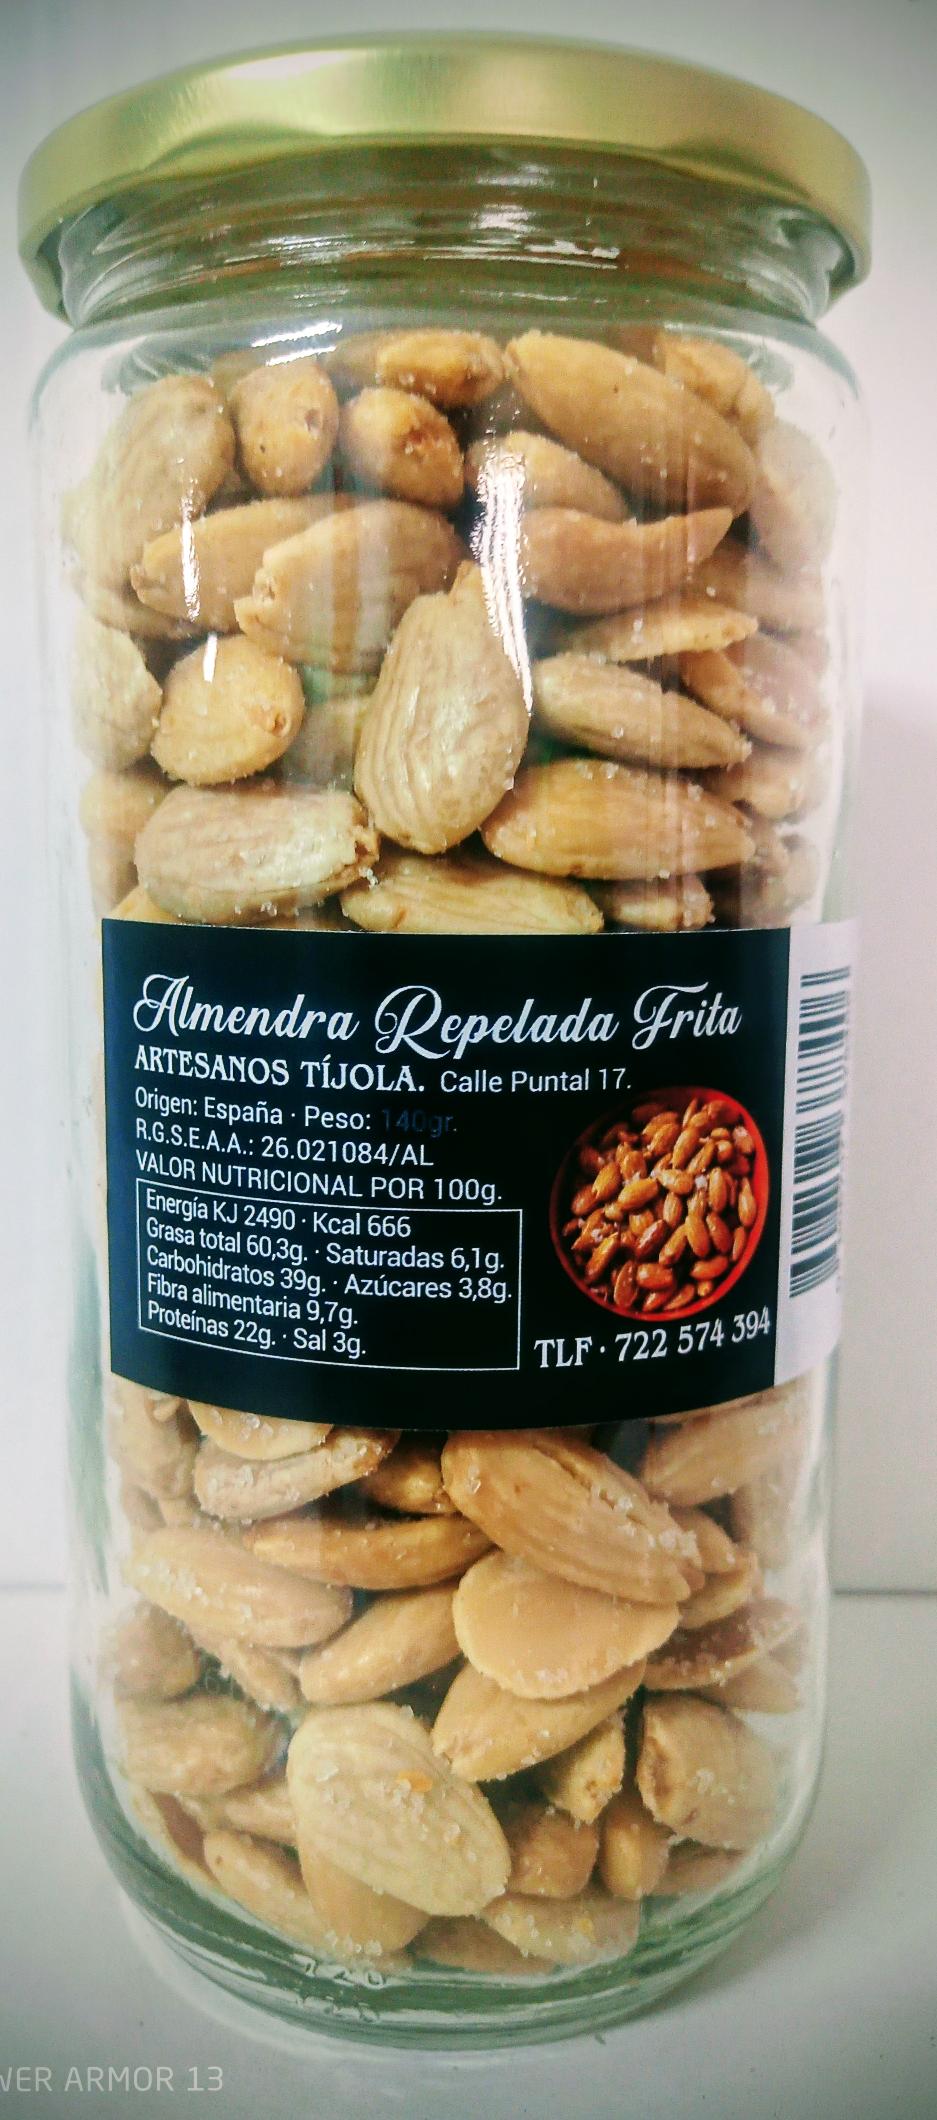 Almendra Repelada Frita
ARTESANOS TÍJOLA. Calle Puntal 17.
Origen: España · Peso: 140gr.
R.G.S.E.A.A.: 26.021084/AL
VALOR NUTRICIONAL POR 100g.
Energía KJ 2490 · Kcal 666
Grasa total 60,3g. · Saturadas 6,1g.
Carbohidratos 39g. · Azúcares 3,8g.
Fibra alimentaria 9,7g.
Proteínas 22g. · Sal 3g.
TLF · 722 574 394
ARMOR 13